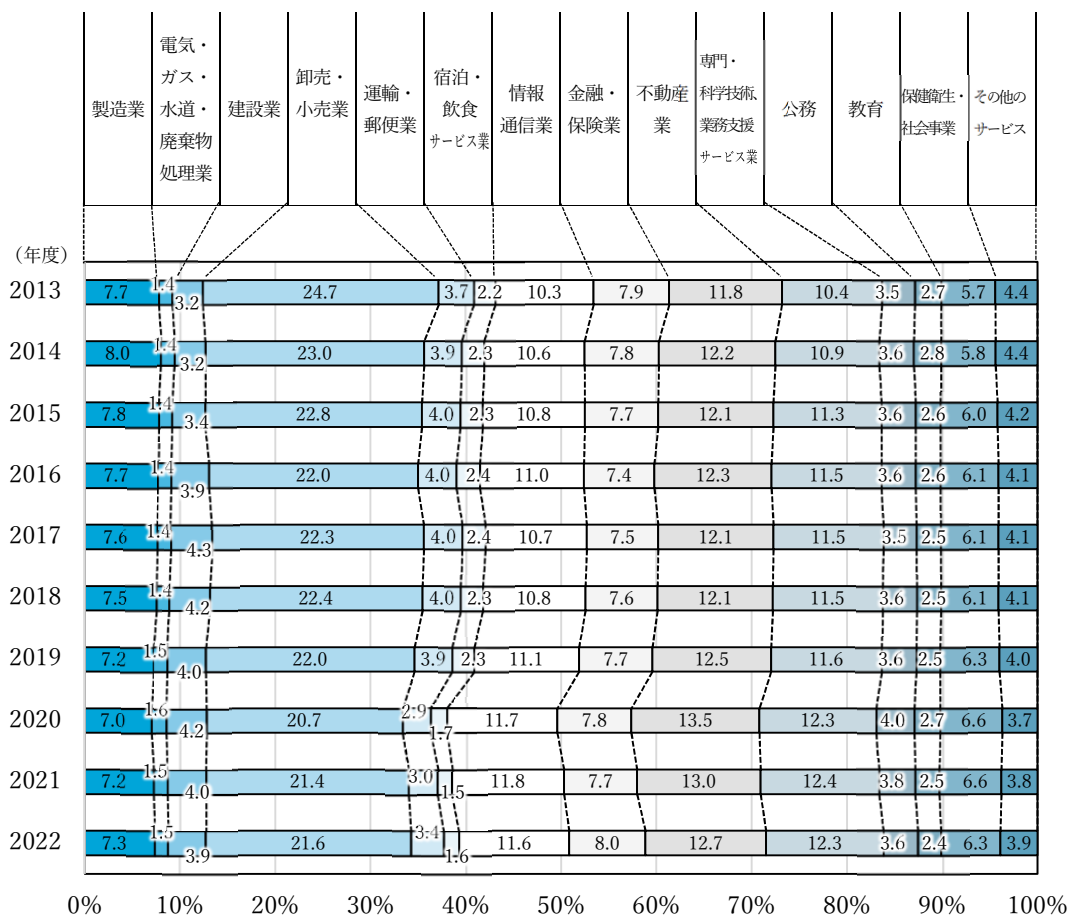 製造業
電気・
ガス・
水道・
廃棄物
処理業
建設業
卸売・
小売業
運輸・
郵便業
宿泊・
飲食
サービス業
情報
通信業
金融・
保険業
不動産
業
専門・
科学技術、
業務支援
サービス業
公務
教育
保健衛生・
社会事業
その他の
サービス
（年度）
2013 7.7 1.4 3.2 24.7 3.7 2.2 10.3 7.9 11.8 10.4 3.5 2.7 5.7 4.4
2014 8.0 1.4 3.2 23.0 3.9 2.3 10.6 7.8 12.2 10.9 3.6 2.8 5.8 4.4
2015 7.8 1.4 3.4 22.8 4.0 2.3 10.8 7.7 12.1 11.3 3.6 2.6 6.0 4.2
2016 7.7 1.4 3.9 22.0 4.0 2.4 11.0 7.4 12.3 11.5 3.6 2.6 6.1 4.1
2017 7.6 1.4 4.3 22.3 4.0 2.4 10.7 7.5 12.1 11.5 3.5 2.5 6.1 4.1
2018 7.5 1.4 4.2 22.4 4.0 2.3 10.8 7.6 12.1 11.5 3.6 2.5 6.1 4.1
2019 7.2 1.5 4.0 22.0 3.9 2.3 11.1 7.7 12.5 11.6 3.6 2.5 6.3 4.0
2020 7.0 1.6 4.2 20.7 2.9 1.7 11.7 7.8 13.5 12.3 4.0 2.7 6.6 3.7
2021 7.2 1.5 4.0 21.4 3.0 1.5 11.8 7.7 13.0 12.4 3.8 2.5 6.6 3.8
2022 7.3 1.5 3.9 21.6 3.4 1.6 11.6 8.0 12.7 12.3 3.6 2.4 6.3 3.9
0% 10% 20% 30% 40% 50% 60% 70% 80% 90% 100%